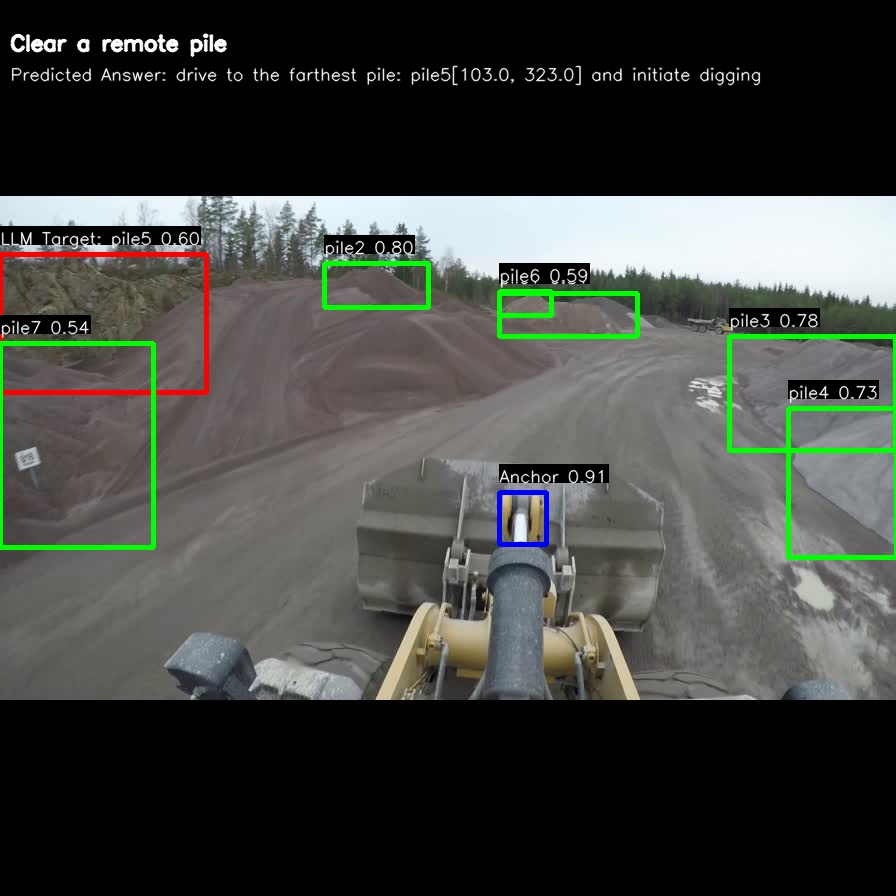 Clear a remote pile
Predicted Answer: drive to the farthest pile: pile5[103.0, 323.0] and initiate digging
LLM Target: pile5 0.60
pile2 0.80
pile6 0.59
pile7 0.54
pile3 0.78
pile4 0.73
Anchor 0.91